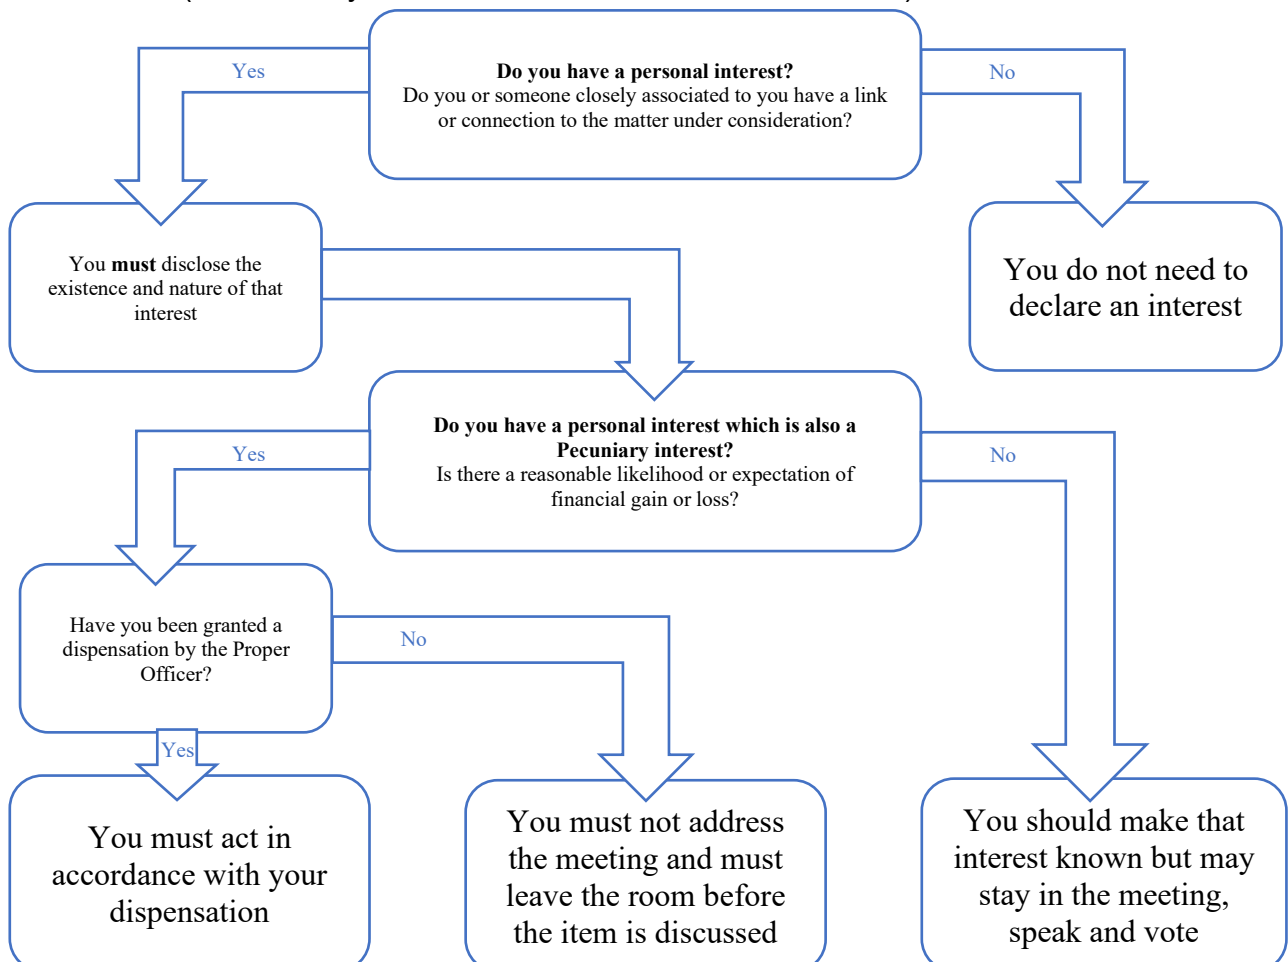 Do you have a personal interest?
Yes
Do you or someone closely associated to you have a link
or connection to the matter under consideration?
No
You must disclose the
existence and nature of that
interest
You do not need to
declare an interest
Do you have a personal interest which is also a
Pecuniary interest?
Yes
Is there a reasonable likelihood or expectation of
financial gain or loss?
No
Have you been granted a
dispensation by the Proper
Officer?
No
Yes
You must act in
accordance with your
dispensation
You must not address
the meeting and must
leave the room before
the item is discussed
You should make that
interest known but may
stay in the meeting,
speak and vote